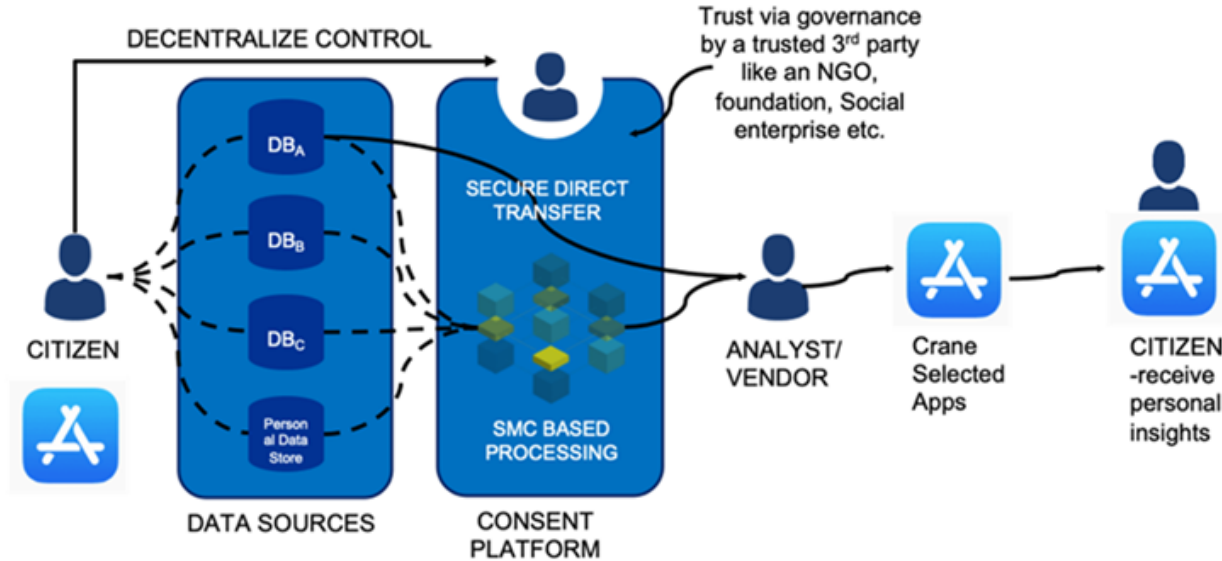 DECENTRALIZE CONTROL
Trust via governance
by a trusted 3rd party
like an NGO,
foundation, Social
enterprise etc.
DBA
DBB
DBC
Person
al Data
Store
SECURE DIRECT
TRANSFER
SMC BASED
PROCESSING
CITIZEN
DATA SOURCES
CONSENT
PLATFORM
ANALYST/
VENDOR
Crane
Selected
Apps
CITIZEN
-receive
personal
insights